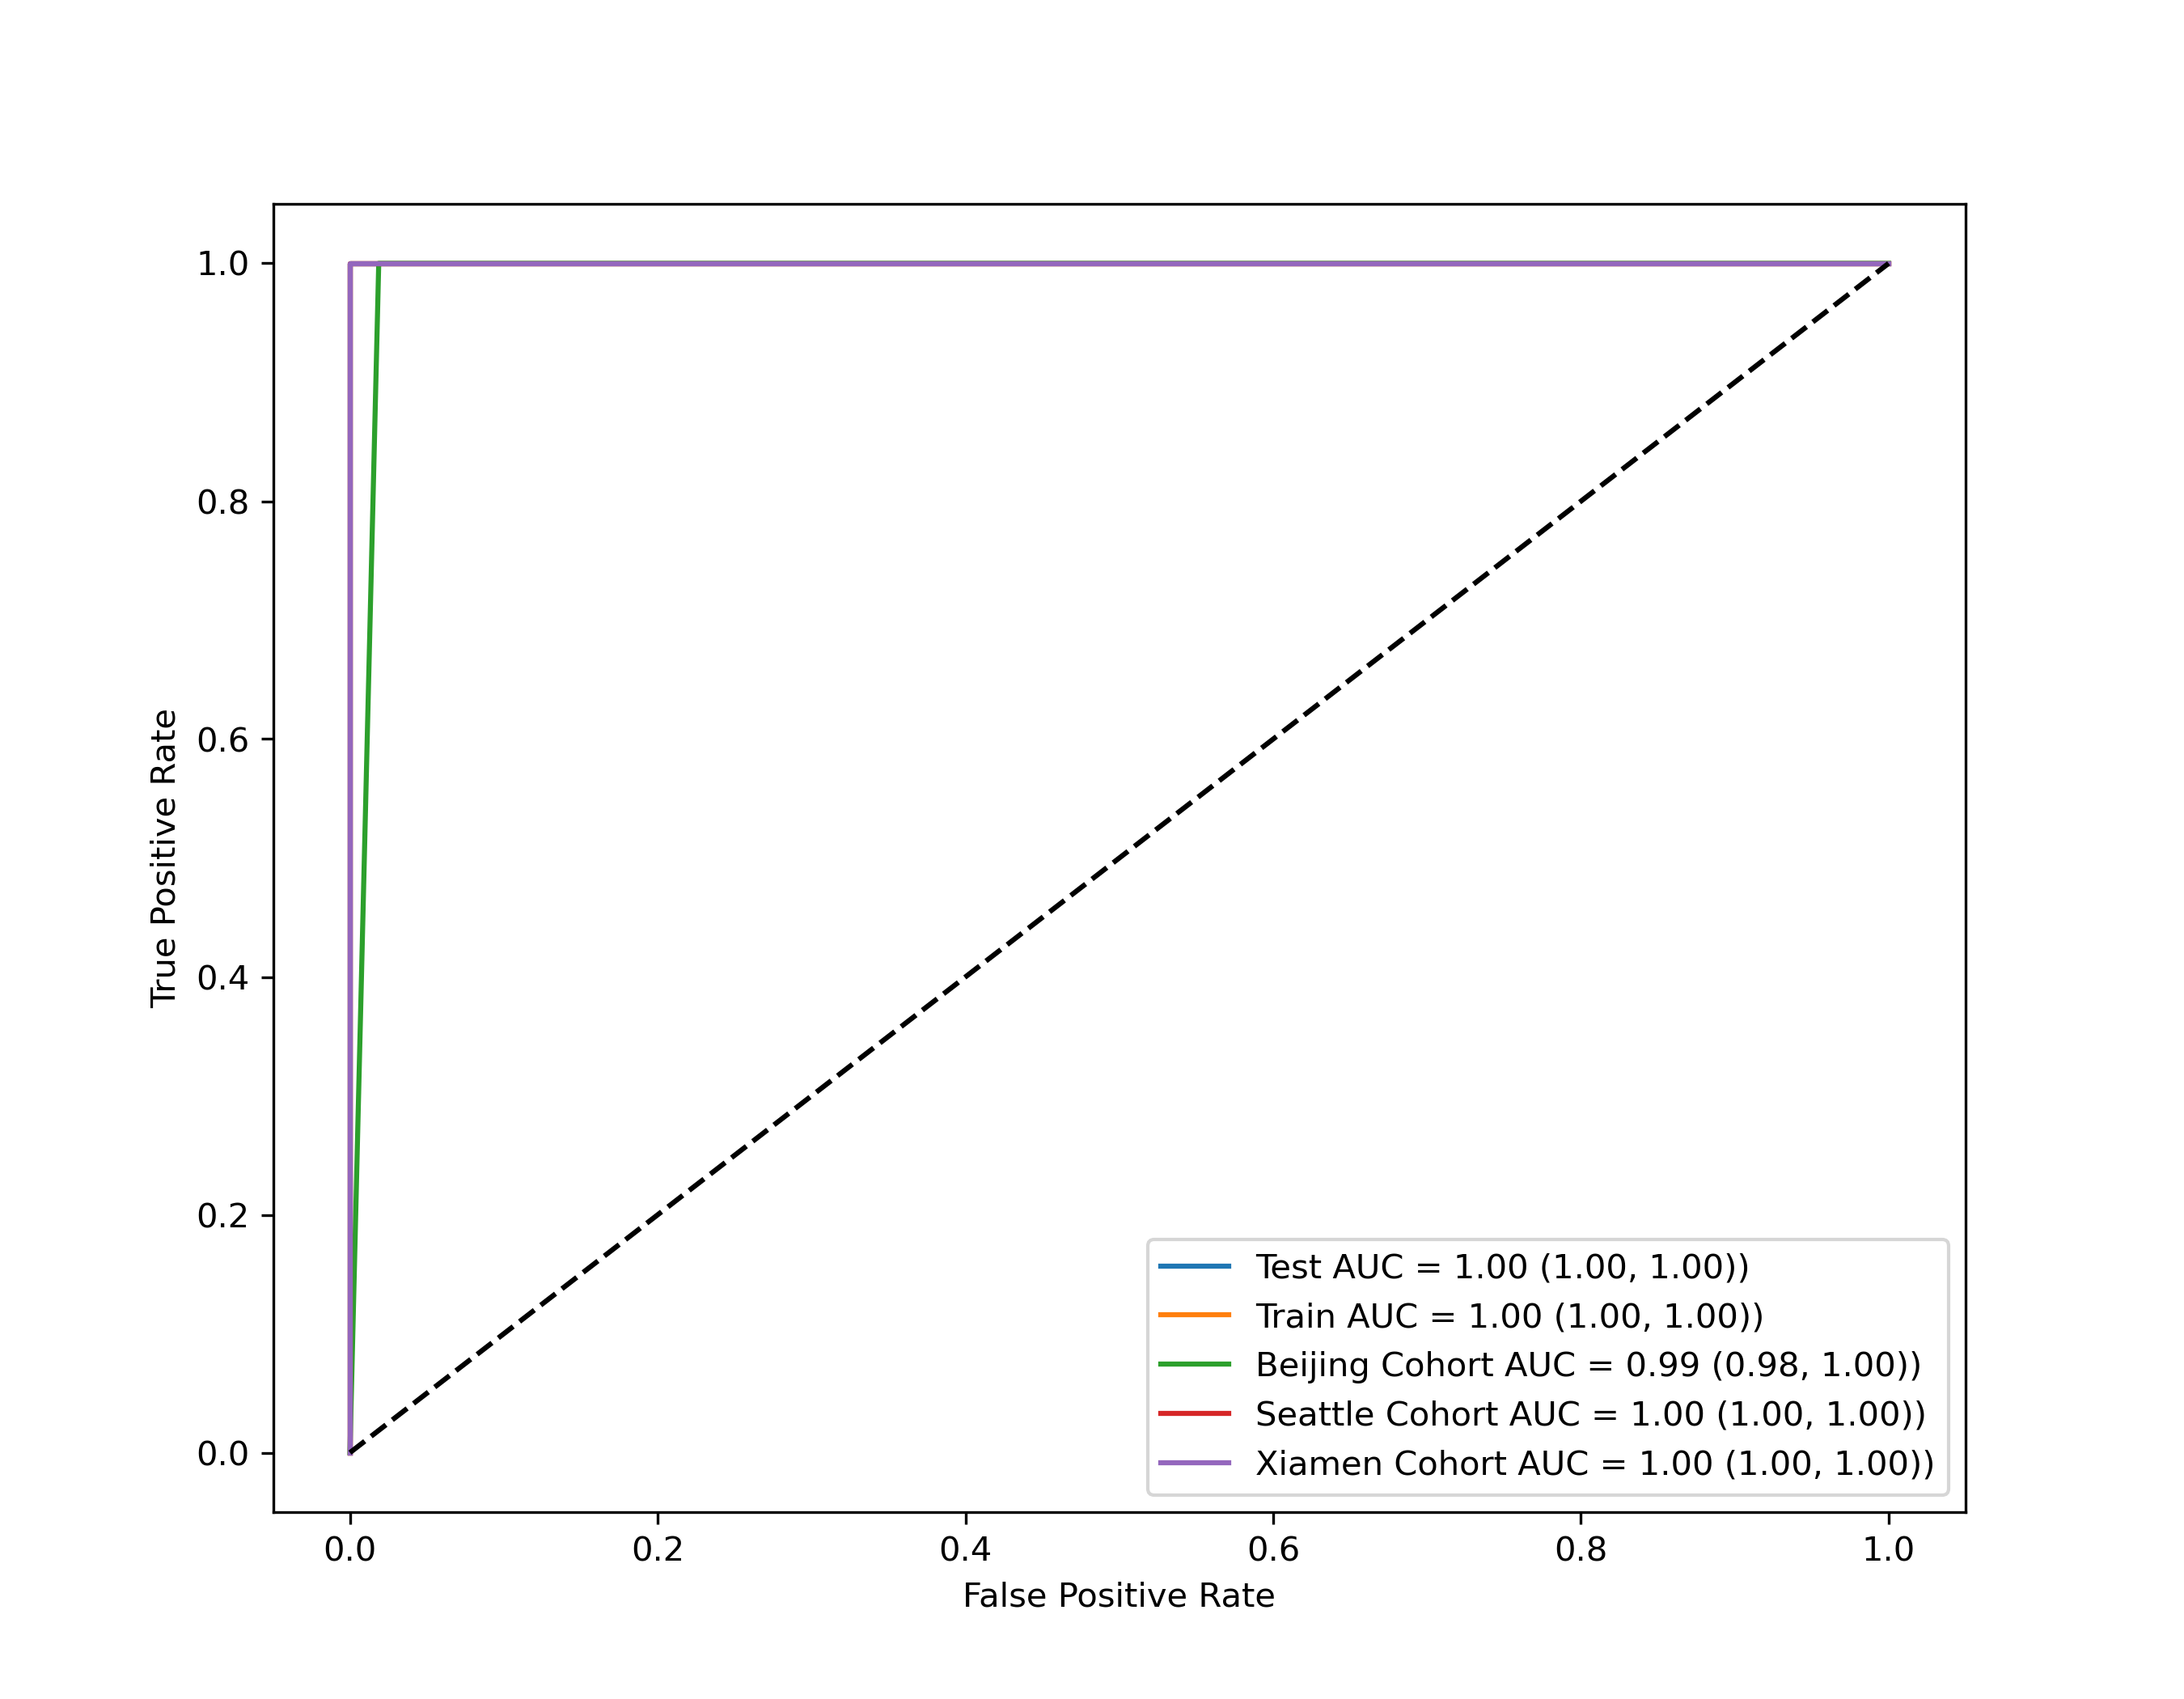 1.0
0.8
0.6
0.4
0.2
0.0
True Positive Rate
Test AUC = 1.00 (1.00, 1.00))
Train AUC = 1.00 (1.00, 1.00))
Beijing Cohort AUC = 0.99 (0.98, 1.00))
Seattle Cohort AUC = 1.00 (1.00, 1.00))
Xiamen Cohort AUC = 1.00 (1.00, 1.00))
0.0 0.2 0.4 0.6 0.8 1.0
False Positive Rate